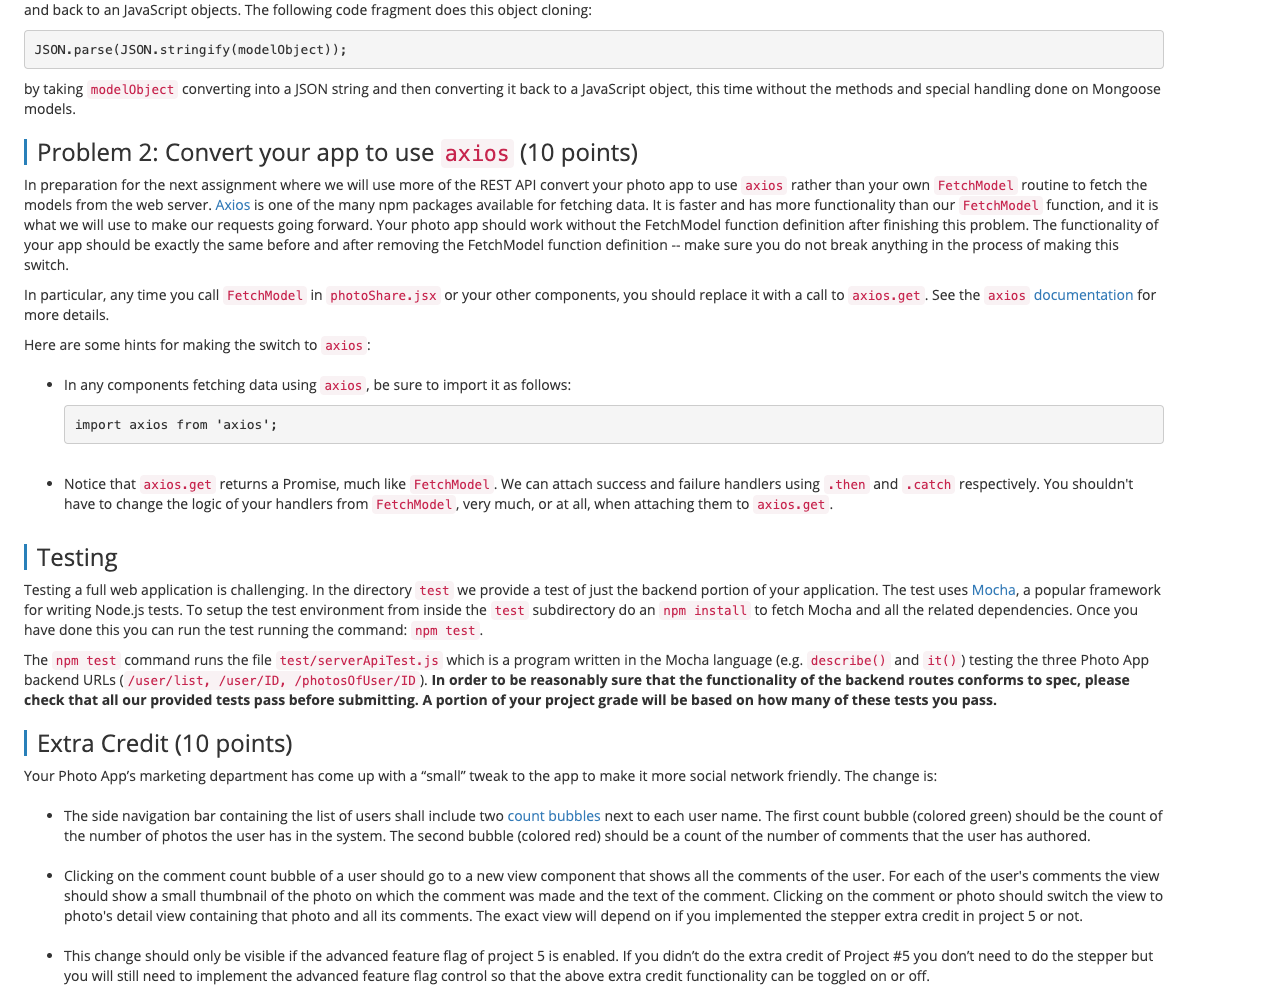 and back to an JavaScript objects. The following code fragment does this object cloning:
JSON.parse(JSON.stringify(modelObject));
by taking modelObject converting into a JSON string and then converting it back to a JavaScript object, this time without the methods and special handling done on Mongoose
models.
Problem 2: Convert your app to use axios (10 points)
In preparation for the next assignment where we will use more of the REST API convert your photo app to use axios rather than your own FetchModel routine to fetch the
models from the web server. Axios is one of the many npm packages available for fetching data. It is faster and has more functionality than our FetchModel function, and it is
what we will use to make our requests going forward. Your photo app should work without the FetchModel function definition after finishing this problem. The functionality of
your app should be exactly the same before and after removing the FetchModel function definition -- make sure you do not break anything in the process of making this
switch.
In particular, any time you call FetchModel in photoShare.jsx or your other components, you should replace it with a call to axios.get. See the axios documentation for
more details.
Here are some hints for making the switch to axios:
• In any components fetching data using axios, be sure to import it as follows:
import axios from 'axios';
• Notice that axios.get returns a Promise, much like FetchModel. We can attach success and failure handlers using .then and .catch respectively. You shouldn't
have to change the logic of your handlers from FetchModel, very much, or at all, when attaching them to axios.get.
Testing
Testing a full web application is challenging. In the directory test we provide a test of just the backend portion of your application. The test uses Mocha, a popular framework
for writing Node.js tests. To setup the test environment from inside the test subdirectory do an npm install to fetch Mocha and all the related dependencies. Once you
have done this you can run the test running the command: npm test.
The npm test command runs the file test/serverApiTest.js which is a program written in the Mocha language (e.g. describe() and it()) testing the three Photo App
backend URLs (/user/list, /user/ID, /photosOfUser/ID). In order to be reasonably sure that the functionality of the backend routes conforms to spec, please
check that all our provided tests pass before submitting. A portion of your project grade will be based on how many of these tests you pass.
Extra Credit (10 points)
Your Photo App’s marketing department has come up with a “small” tweak to the app to make it more social network friendly. The change is:
• The side navigation bar containing the list of users shall include two count bubbles next to each user name. The first count bubble (colored green) should be the count of
the number of photos the user has in the system. The second bubble (colored red) should be a count of the number of comments that the user has authored.
• Clicking on the comment count bubble of a user should go to a new view component that shows all the comments of the user. For each of the user's comments the view
should show a small thumbnail of the photo on which the comment was made and the text of the comment. Clicking on the comment or photo should switch the view to
photo's detail view containing that photo and all its comments. The exact view will depend on if you implemented the stepper extra credit in project 5 or not.
• This change should only be visible if the advanced feature flag of project 5 is enabled. If you didn’t do the extra credit of Project #5 you don’t need to do the stepper but
you will still need to implement the advanced feature flag control so that the above extra credit functionality can be toggled on or off.